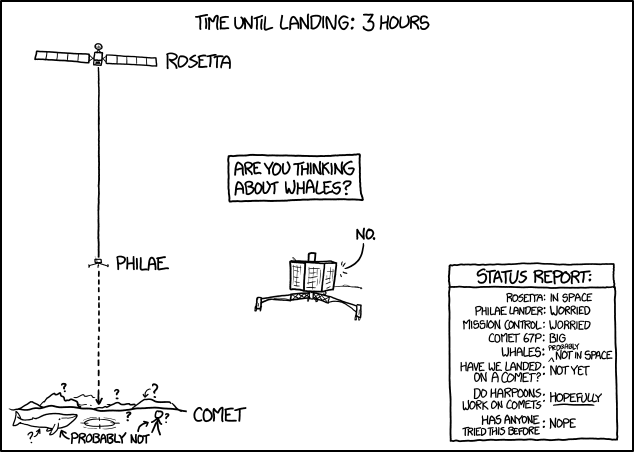 TIME UNTIL LANDING: 3 HOURS
ROSETTA
ARE YOU THINKING
ABOUT WHALES?
NO.
PHILAE
?
?
?
?
?
?
COMET
PROBABLY NOT
STATUS REPORT:
ROSETTA: IN SPACE
PHILAE LANDER: WORRIED
MISSION CONTROL: WORRIED
COMET 67P: BIG
WHALES: PROBABLY NOT IN SPACE
HAVE WE LANDED
ON A COMET?: NOT YET
DO HARPOONS
WORK ON COMETS: HOPEFULLY
HAS ANYONE
TRIED THIS BEFORE: NOPE